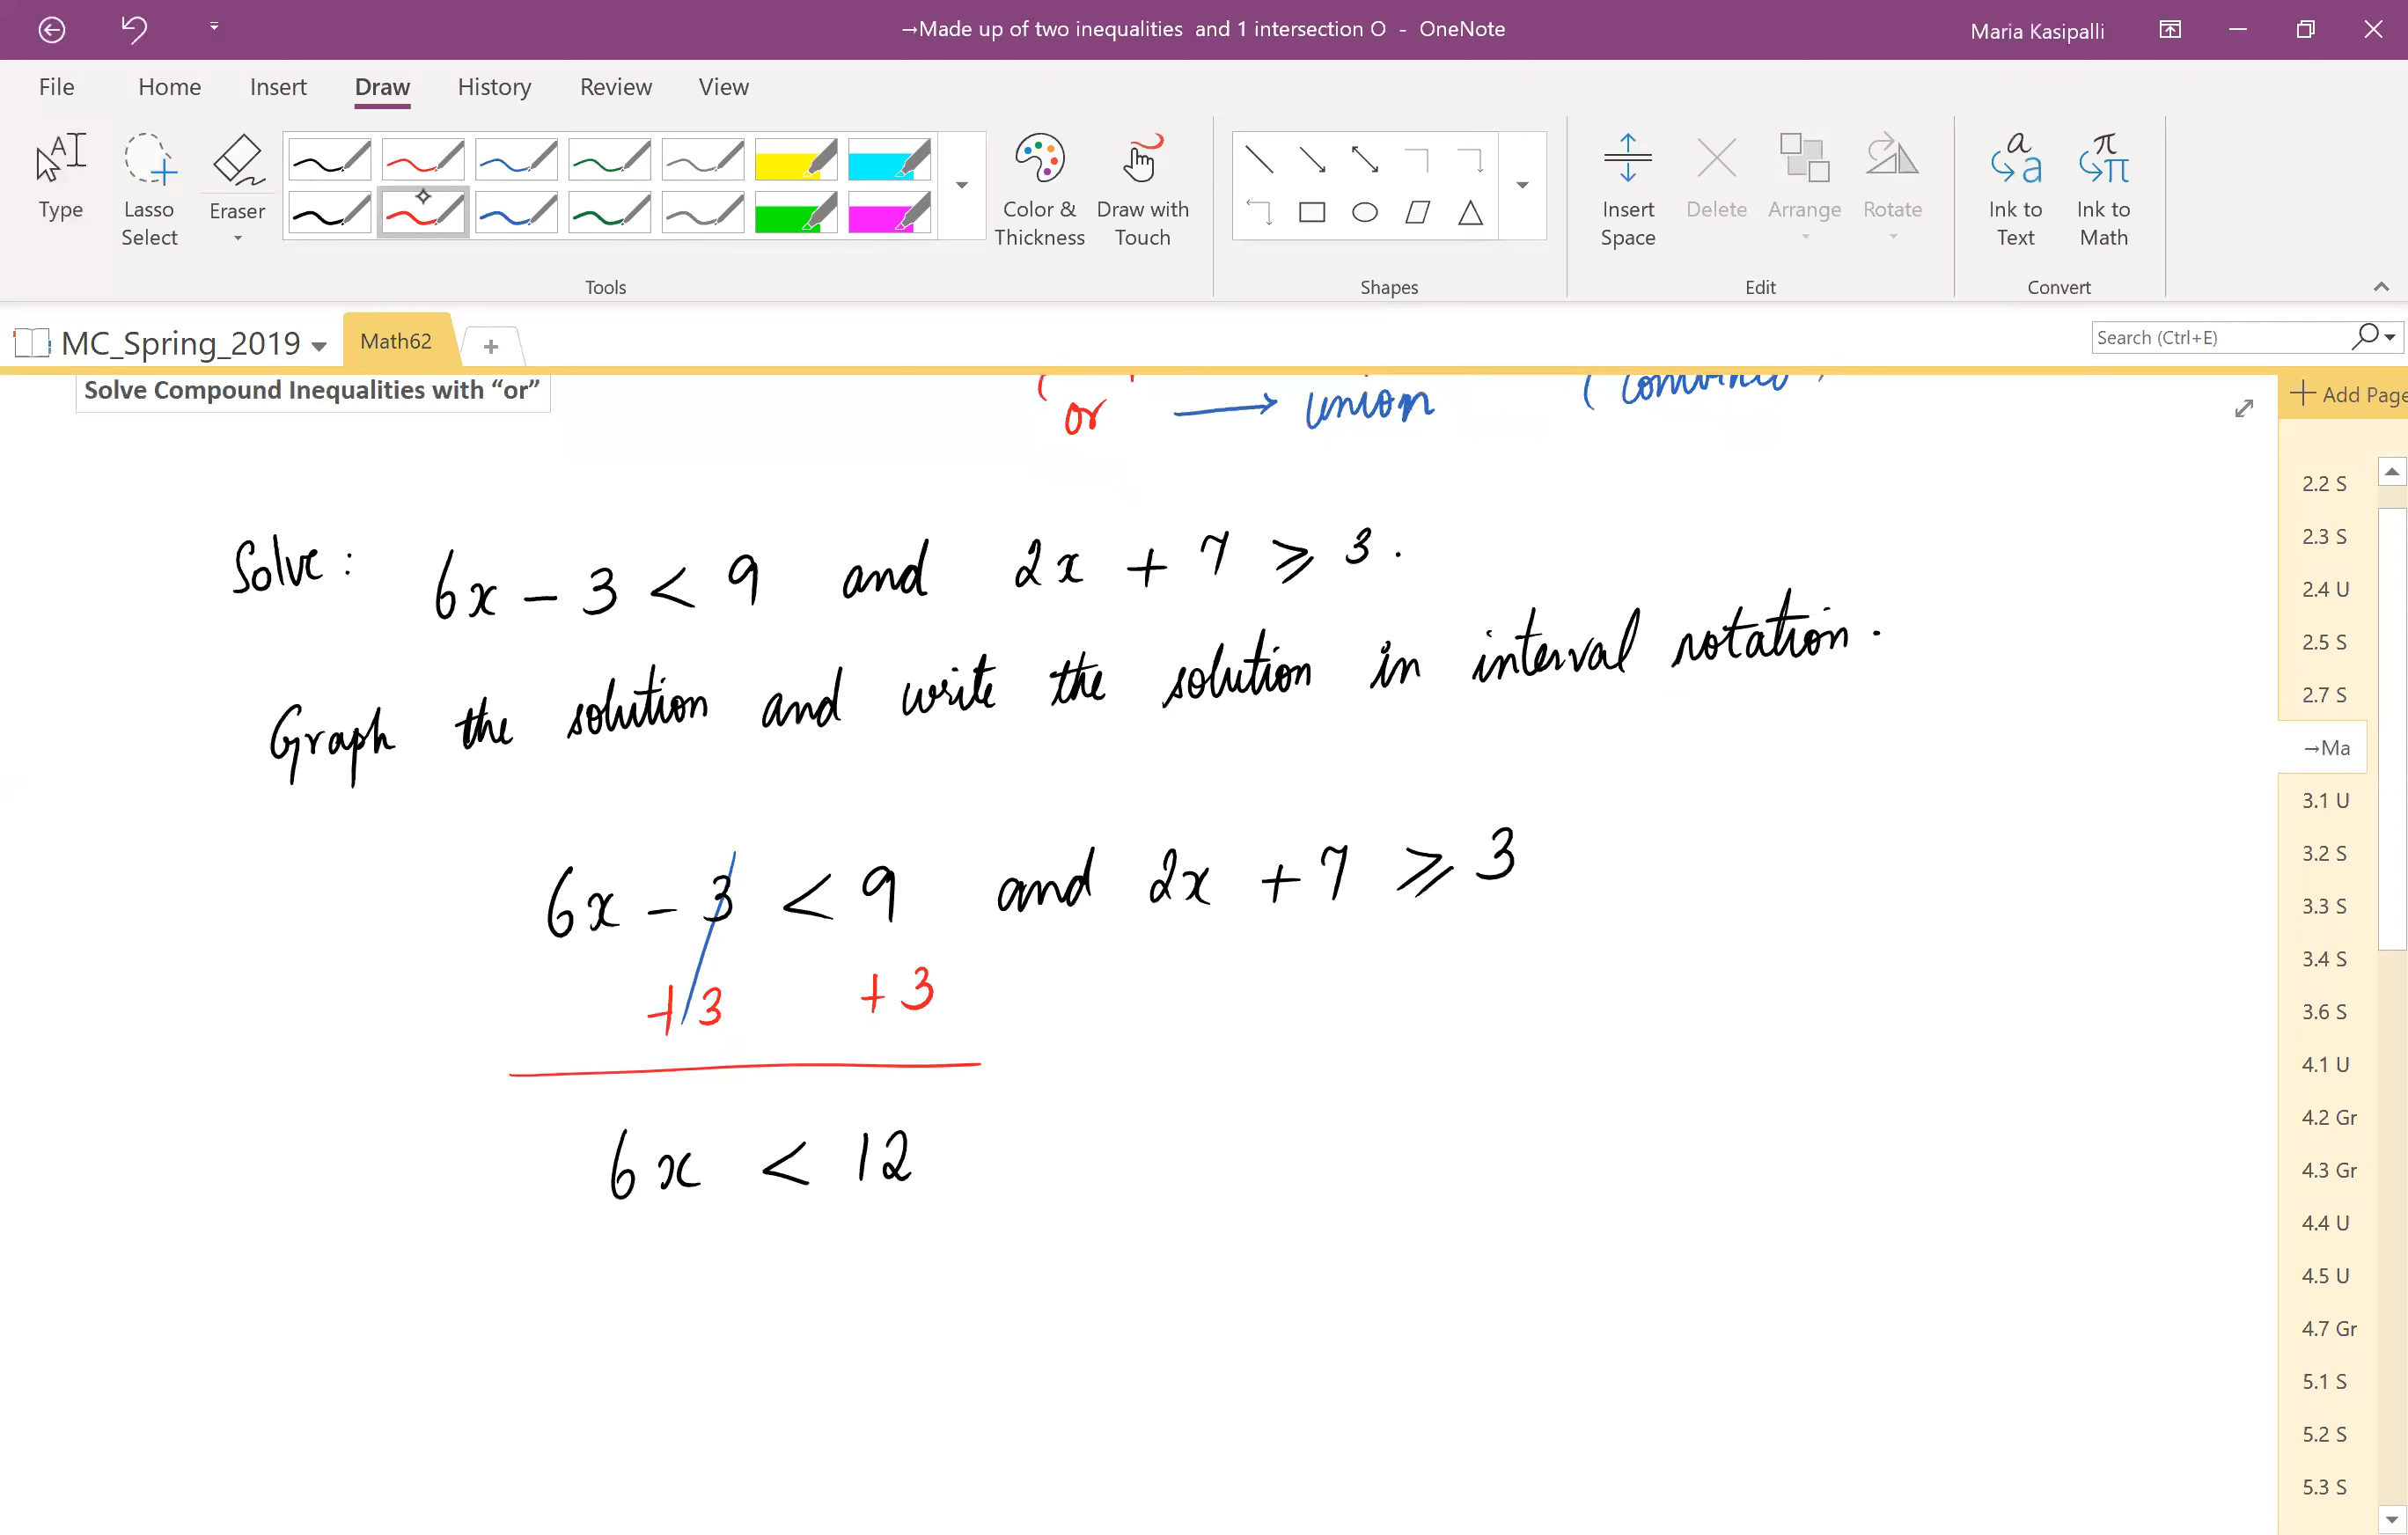 →Made up of two inequalities and 1 intersection O - OneNote
Maria Kasipalli
File Home Insert Draw History Review View
Type
Lasso Select
Eraser
Color & Thickness
Draw with Touch
Insert Space
Delete
Arrange
Rotate
Ink to Text
Ink to Math
Tools
Shapes
Edit
Convert
MC_Spring_2019
Math62
Search (Ctrl+E)
Solve Compound Inequalities with “or”
or → union
Add Page
Solve: 6x - 3 < 9 and 2x + 7 ⩾ 3.
Graph the solution and write the solution in interval notation.
6x - 3 < 9 and 2x + 7 ⩾ 3
+3 +3
6x < 12
2.2 S
2.3 S
2.4 U
2.5 S
2.7 S
→Ma
3.1 U
3.2 S
3.3 S
3.4 S
3.6 S
4.1 U
4.2 Gr
4.3 Gr
4.4 U
4.5 U
4.7 Gr
5.1 S
5.2 S
5.3 S